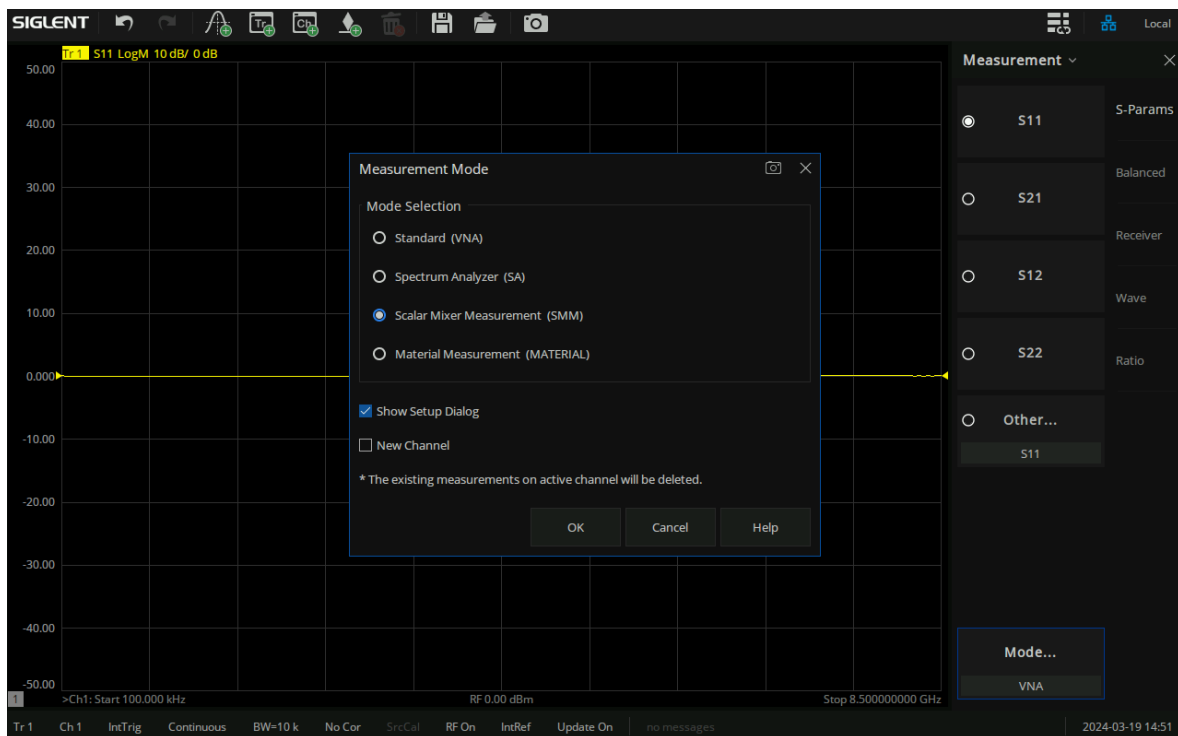 SIGLENT Tr Ch Local
Tr 1 S11 LogM 10 dB/ 0 dB
50.00
40.00
30.00
20.00
10.00
0.000
-10.00
-20.00
-30.00
-40.00
-50.00
Measurement Mode
Mode Selection
Standard (VNA)
Spectrum Analyzer (SA)
Scalar Mixer Measurement (SMM)
Material Measurement (MATERIAL)
Show Setup Dialog
New Channel
* The existing measurements on active channel will be deleted.
OK Cancel Help
Measurement
S11
S21
S12
S22
Other...
S11
Mode...
VNA
S-Params
Balanced
Receiver
Wave
Ratio
1 >Ch1: Start 100.000 kHz RF 0.00 dBm Stop 8.500000000 GHz
Tr 1 Ch 1 IntTrig Continuous BW=10 k No Cor SrcCal RF On IntRef Update On no messages 2024-03-19 14:51